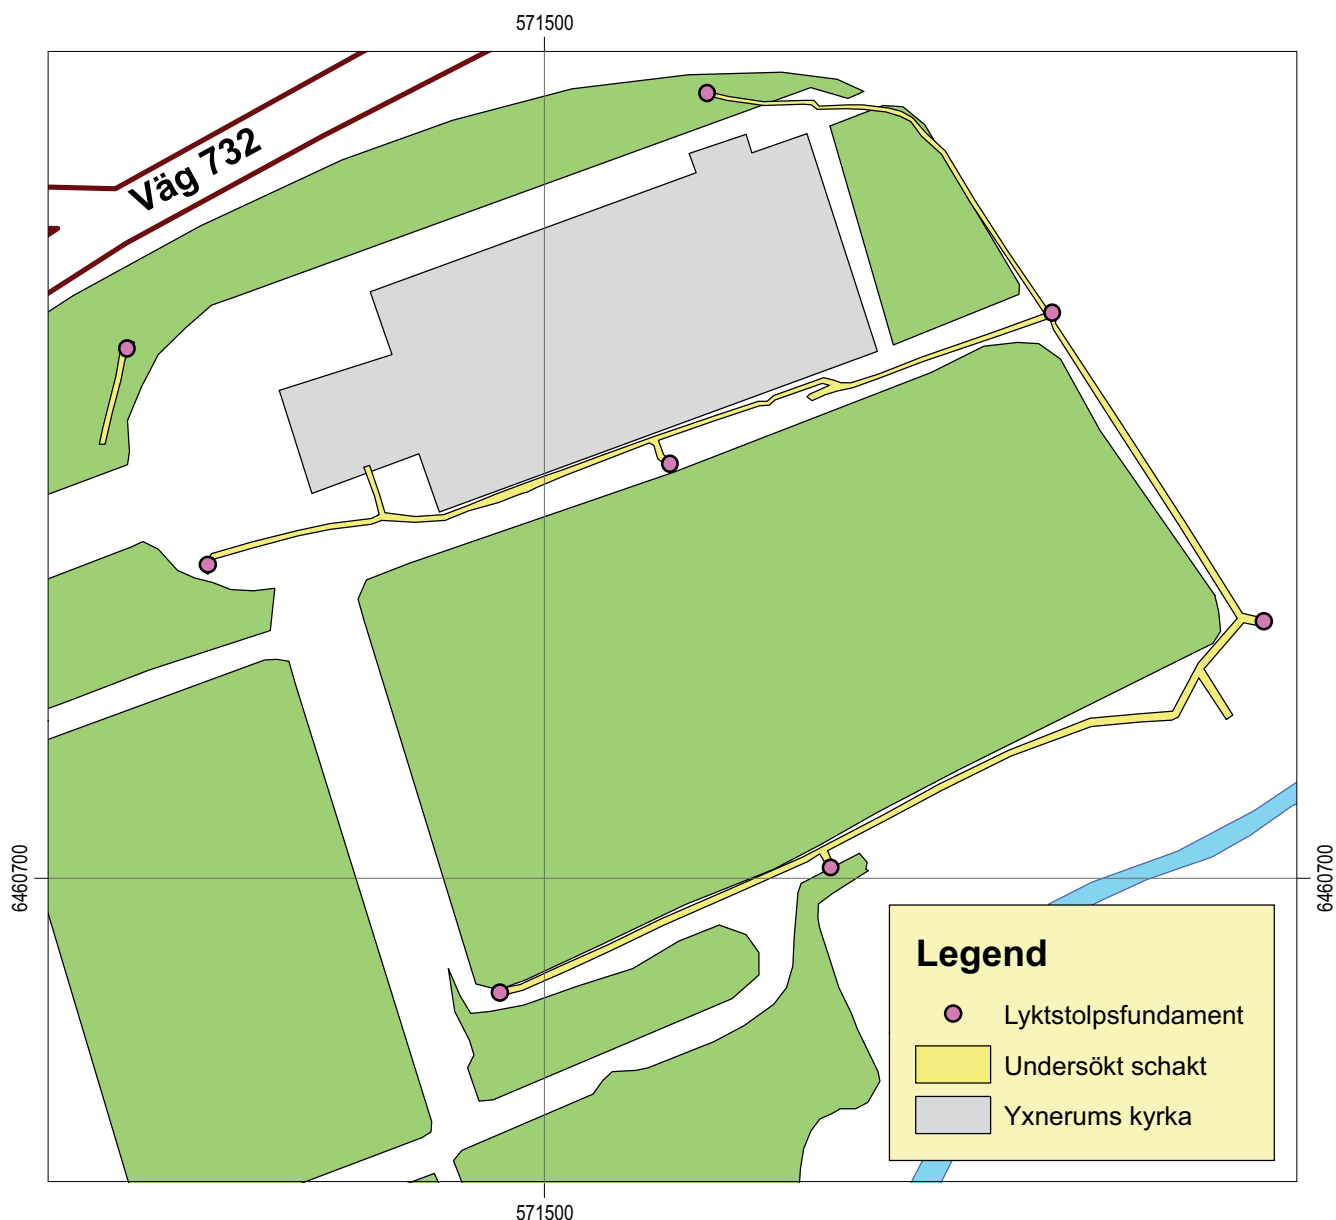 571500
Väg 732
6460700
6460700
Legend
Lyktstolpsfundament
Undersökt schakt
Yxnerums kyrka
571500